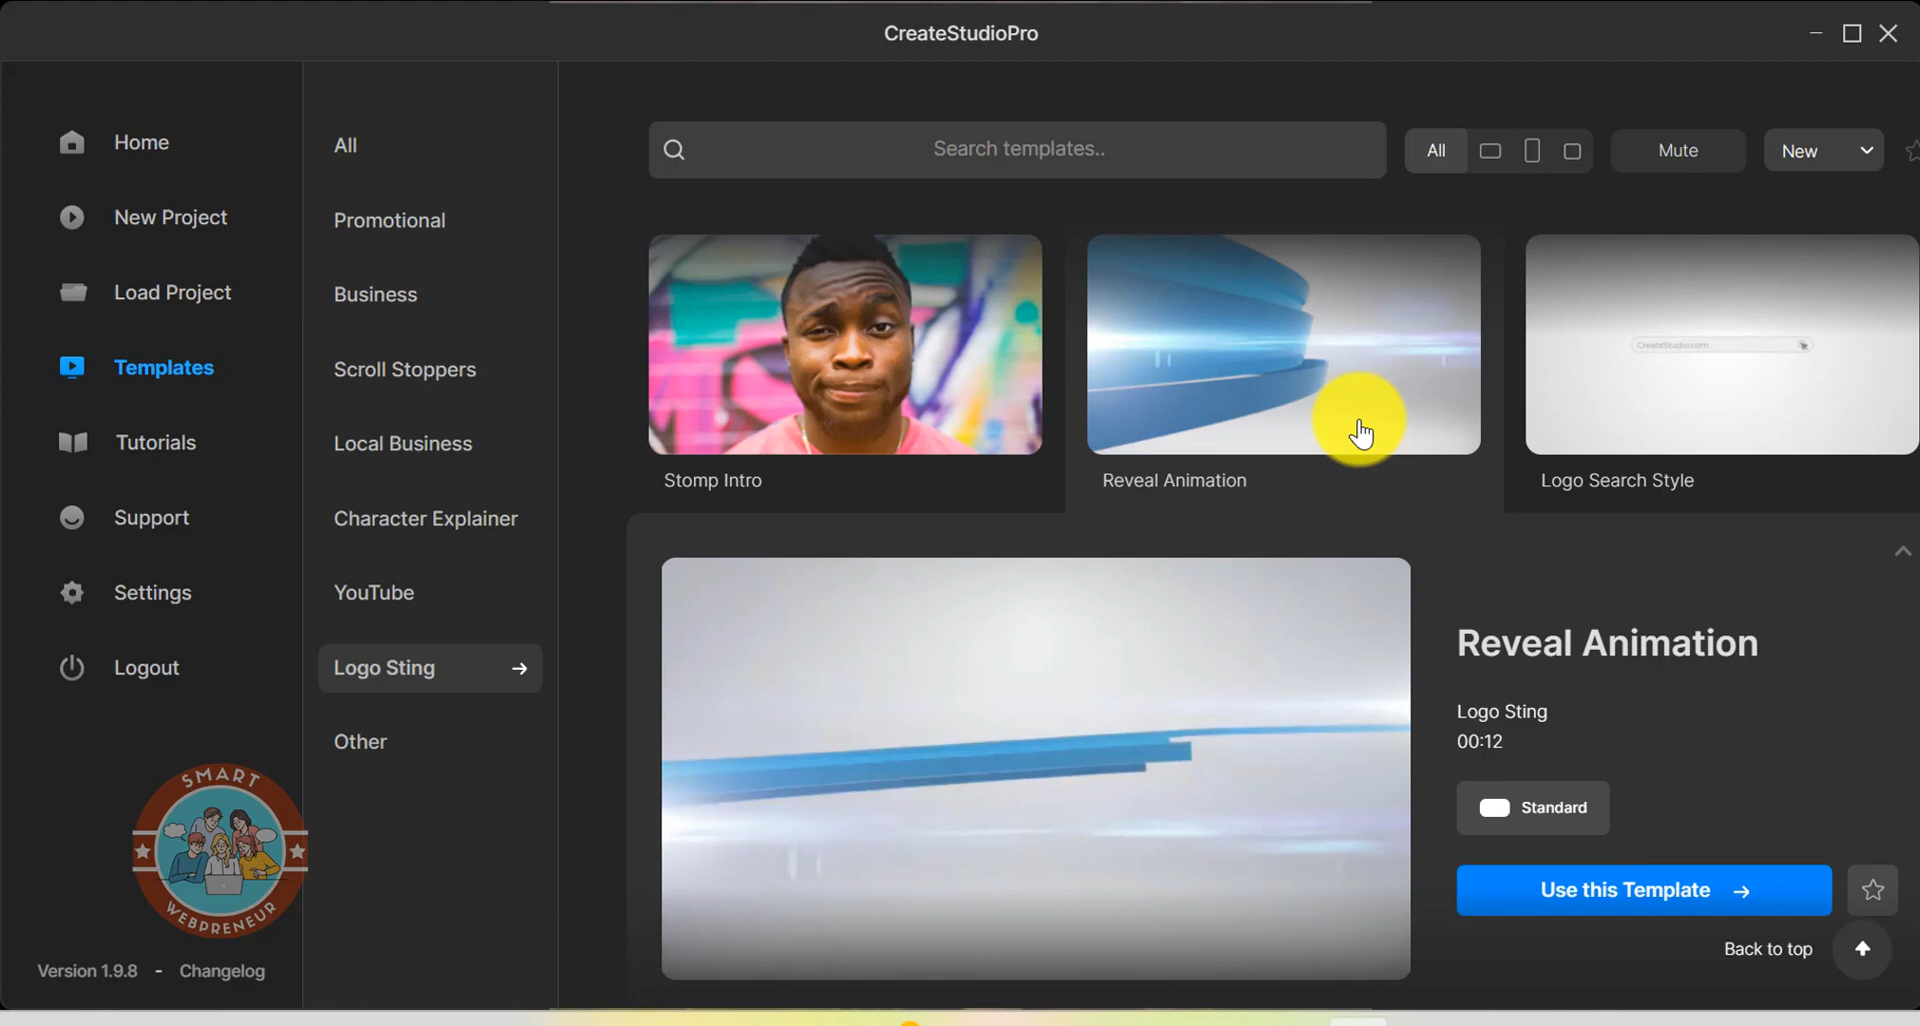 CreateStudioPro
Home
New Project
Load Project
Templates
Tutorials
Support
Settings
Logout
SMART
WEBPRENEUR
Version 1.9.8 - Changelog
All
Promotional
Business
Scroll Stoppers
Local Business
Character Explainer
YouTube
Logo Sting
Other
Search templates..
All
Mute
New
Stomp Intro
Reveal Animation
CreateStudio.com
Logo Search Style
Reveal Animation
Logo Sting
00:12
Standard
Use this Template
Back to top